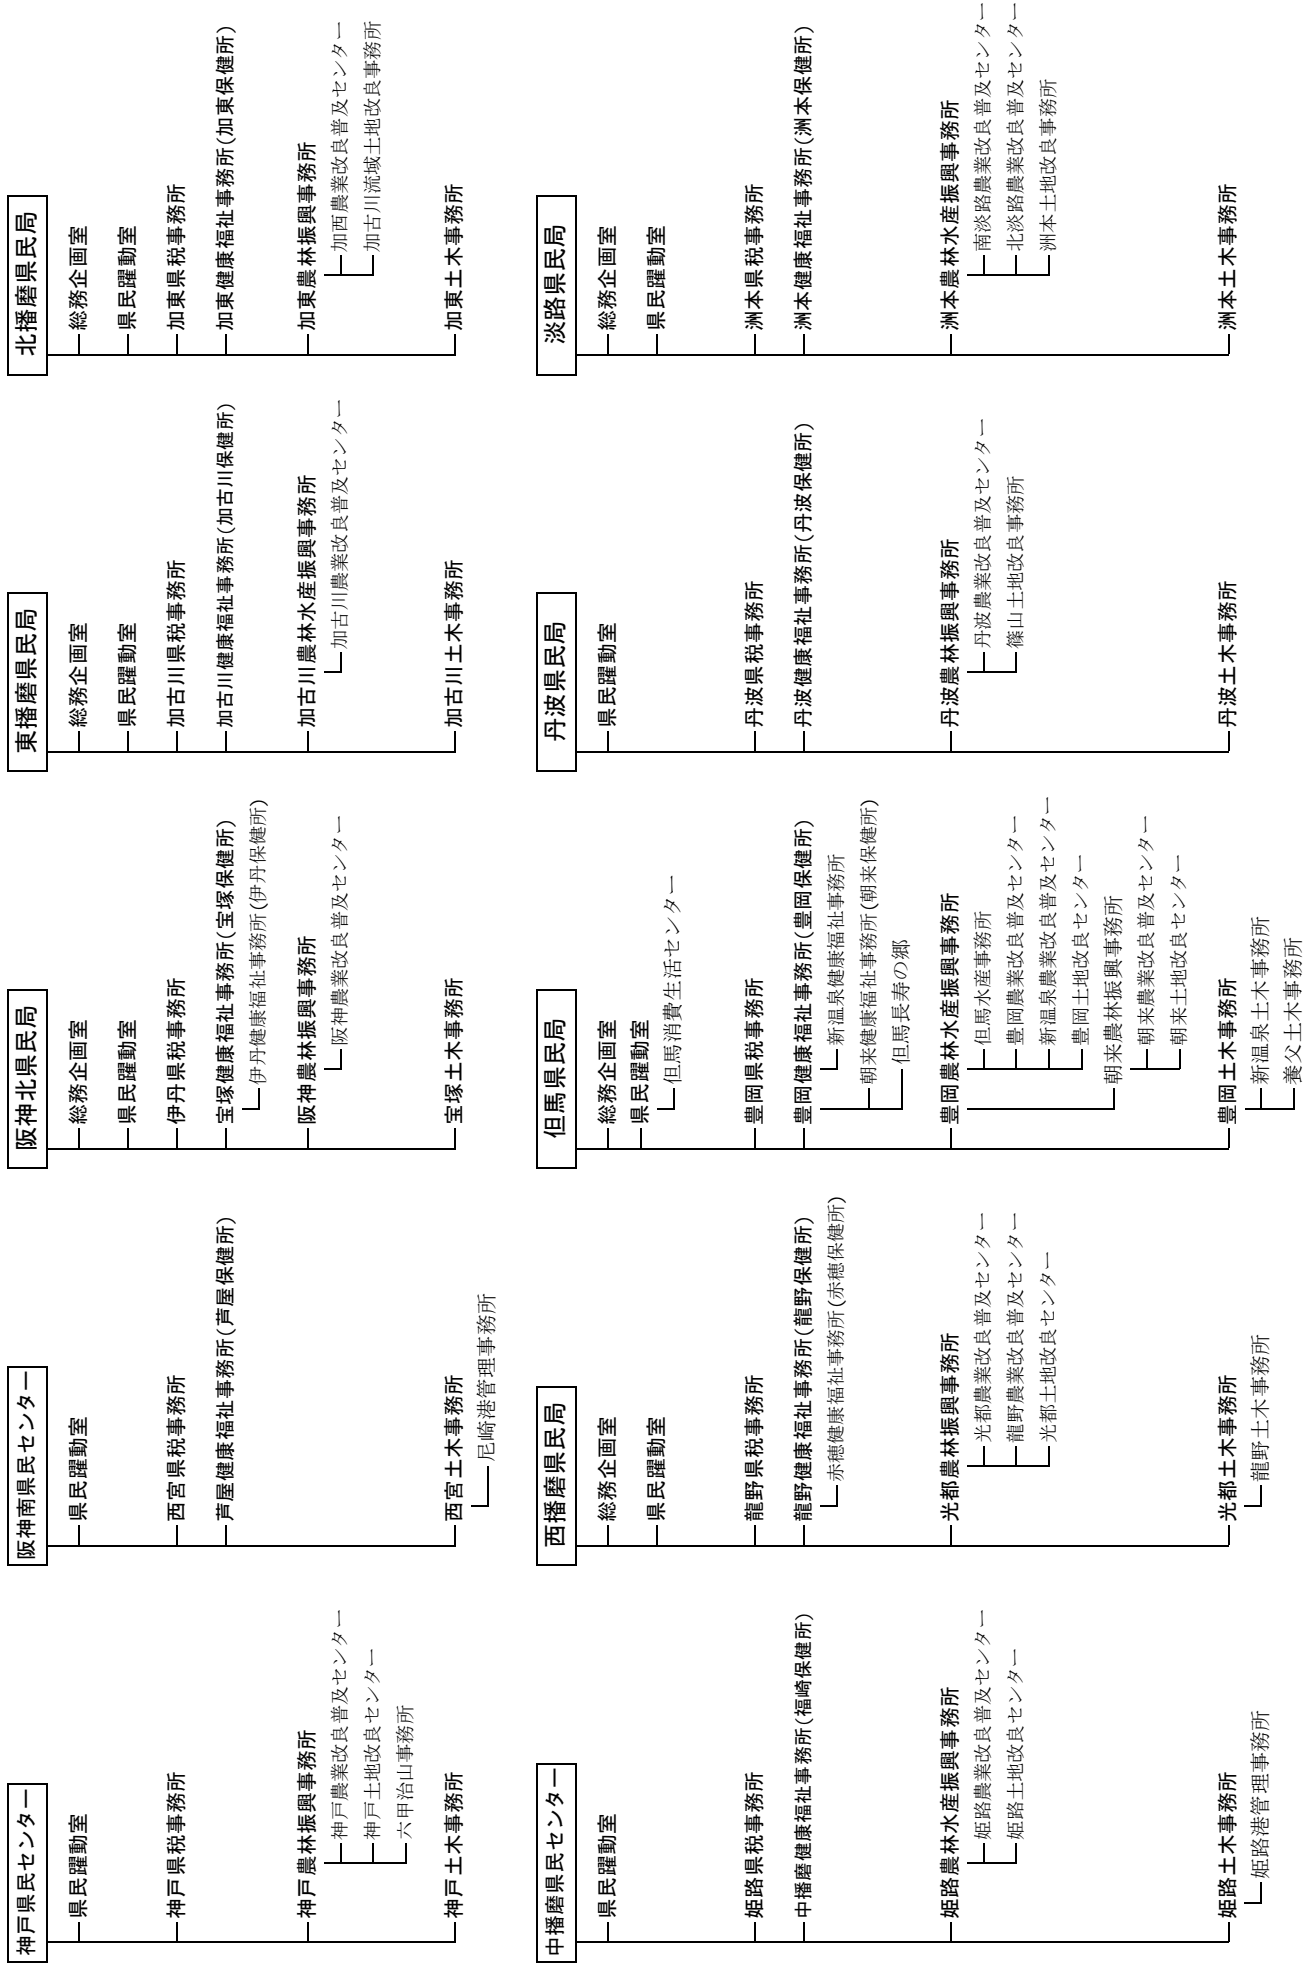 神戸県民センター
県民躍動室
神戸県税事務所
神戸農林振興事務所
神戸農業改良普及センター
神戸土地改良センター
六甲治山事務所
神戸土木事務所
阪神南県民センター
県民躍動室
西宮県税事務所
芦屋健康福祉事務所(芦屋保健所)
西宮土木事務所
尼崎港管理事務所
阪神北県民局
総務企画室
県民躍動室
伊丹県税事務所
宝塚健康福祉事務所(宝塚保健所)
伊丹健康福祉事務所(伊丹保健所)
阪神農林振興事務所
阪神農業改良普及センター
宝塚土木事務所
東播磨県民局
総務企画室
県民躍動室
加古川県税事務所
加古川健康福祉事務所(加古川保健所)
加古川農林水産振興事務所
加古川農業改良普及センター
加古川土木事務所
北播磨県民局
総務企画室
県民躍動室
加東県税事務所
加東健康福祉事務所(加東保健所)
加東農林振興事務所
加西農業改良普及センター
加古川流域土地改良事務所
加東土木事務所
中播磨県民センター
県民躍動室
姫路県税事務所
中播磨健康福祉事務所(福崎保健所)
姫路農林水産振興事務所
姫路農業改良普及センター
姫路土地改良センター
姫路土木事務所
姫路港管理事務所
西播磨県民局
総務企画室
県民躍動室
龍野県税事務所
龍野健康福祉事務所(龍野保健所)
赤穂健康福祉事務所(赤穂保健所)
光都農林振興事務所
光都農業改良普及センター
龍野農業改良普及センター
光都土地改良センター
光都土木事務所
龍野土木事務所
但馬県民局
総務企画室
県民躍動室
但馬消費生活センター
豊岡県税事務所
豊岡健康福祉事務所(豊岡保健所)
新温泉健康福祉事務所
朝来健康福祉事務所(朝来保健所)
但馬長寿の郷
豊岡農林水産振興事務所
但馬水産事務所
豊岡農業改良普及センター
新温泉農業改良普及センター
豊岡土地改良センター
朝来農林振興事務所
朝来農業改良普及センター
朝来土地改良センター
豊岡土木事務所
新温泉土木事務所
養父土木事務所
丹波県民局
県民躍動室
丹波県税事務所
丹波健康福祉事務所(丹波保健所)
丹波農林振興事務所
丹波農業改良普及センター
篠山土地改良事務所
丹波土木事務所
淡路県民局
総務企画室
県民躍動室
洲本県税事務所
洲本健康福祉事務所(洲本保健所)
洲本農林水産振興事務所
南淡路農業改良普及センター
北淡路農業改良普及センター
洲本土地改良事務所
洲本土木事務所